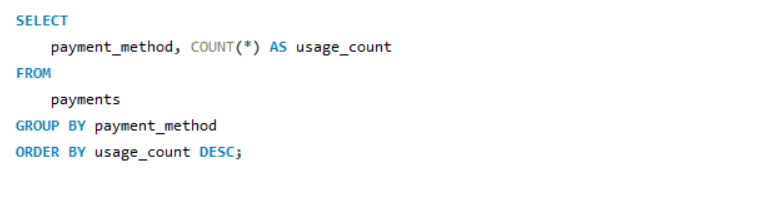 SELECT
    payment_method, COUNT(*) AS usage_count
FROM
    payments
GROUP BY payment_method
ORDER BY usage_count DESC;